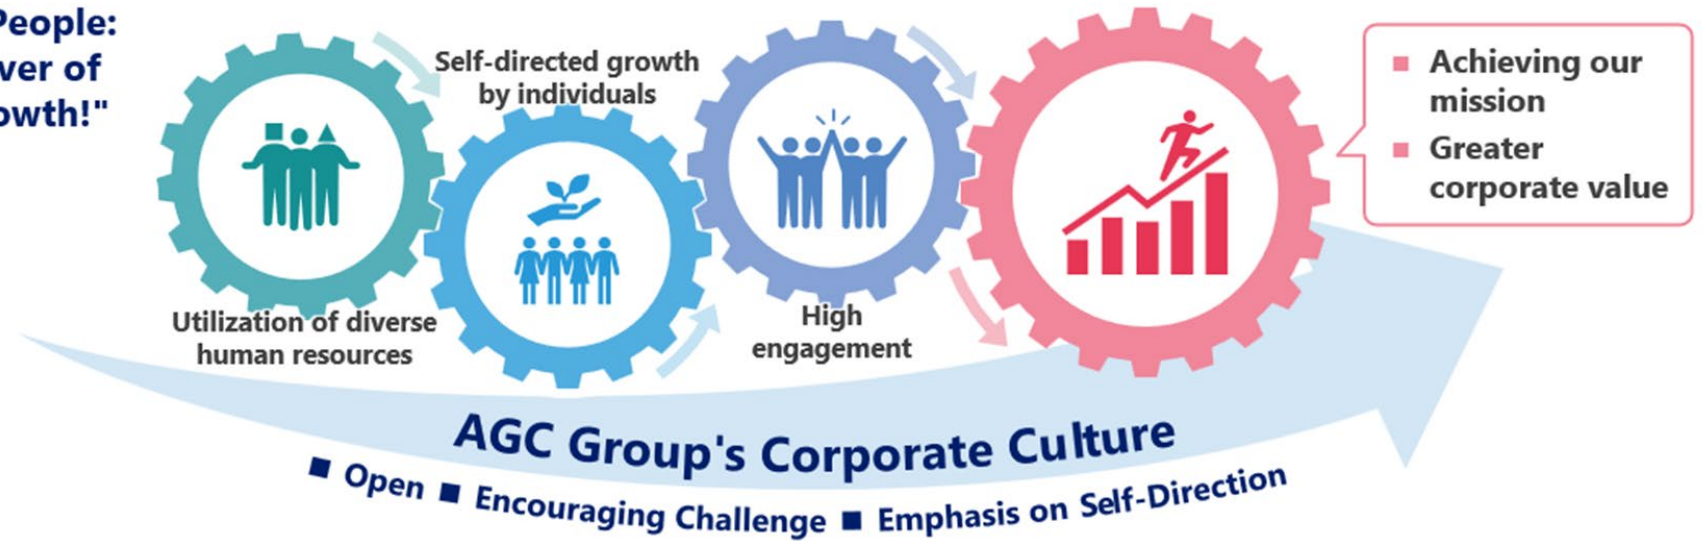 People:
ver of
owth!"
Self-directed growth
by individuals
Utilization of diverse
human resources
High
engagement
■ Achieving our
mission
■ Greater
corporate value
AGC Group's Corporate Culture
■ Open ■ Encouraging Challenge ■ Emphasis on Self-Direction